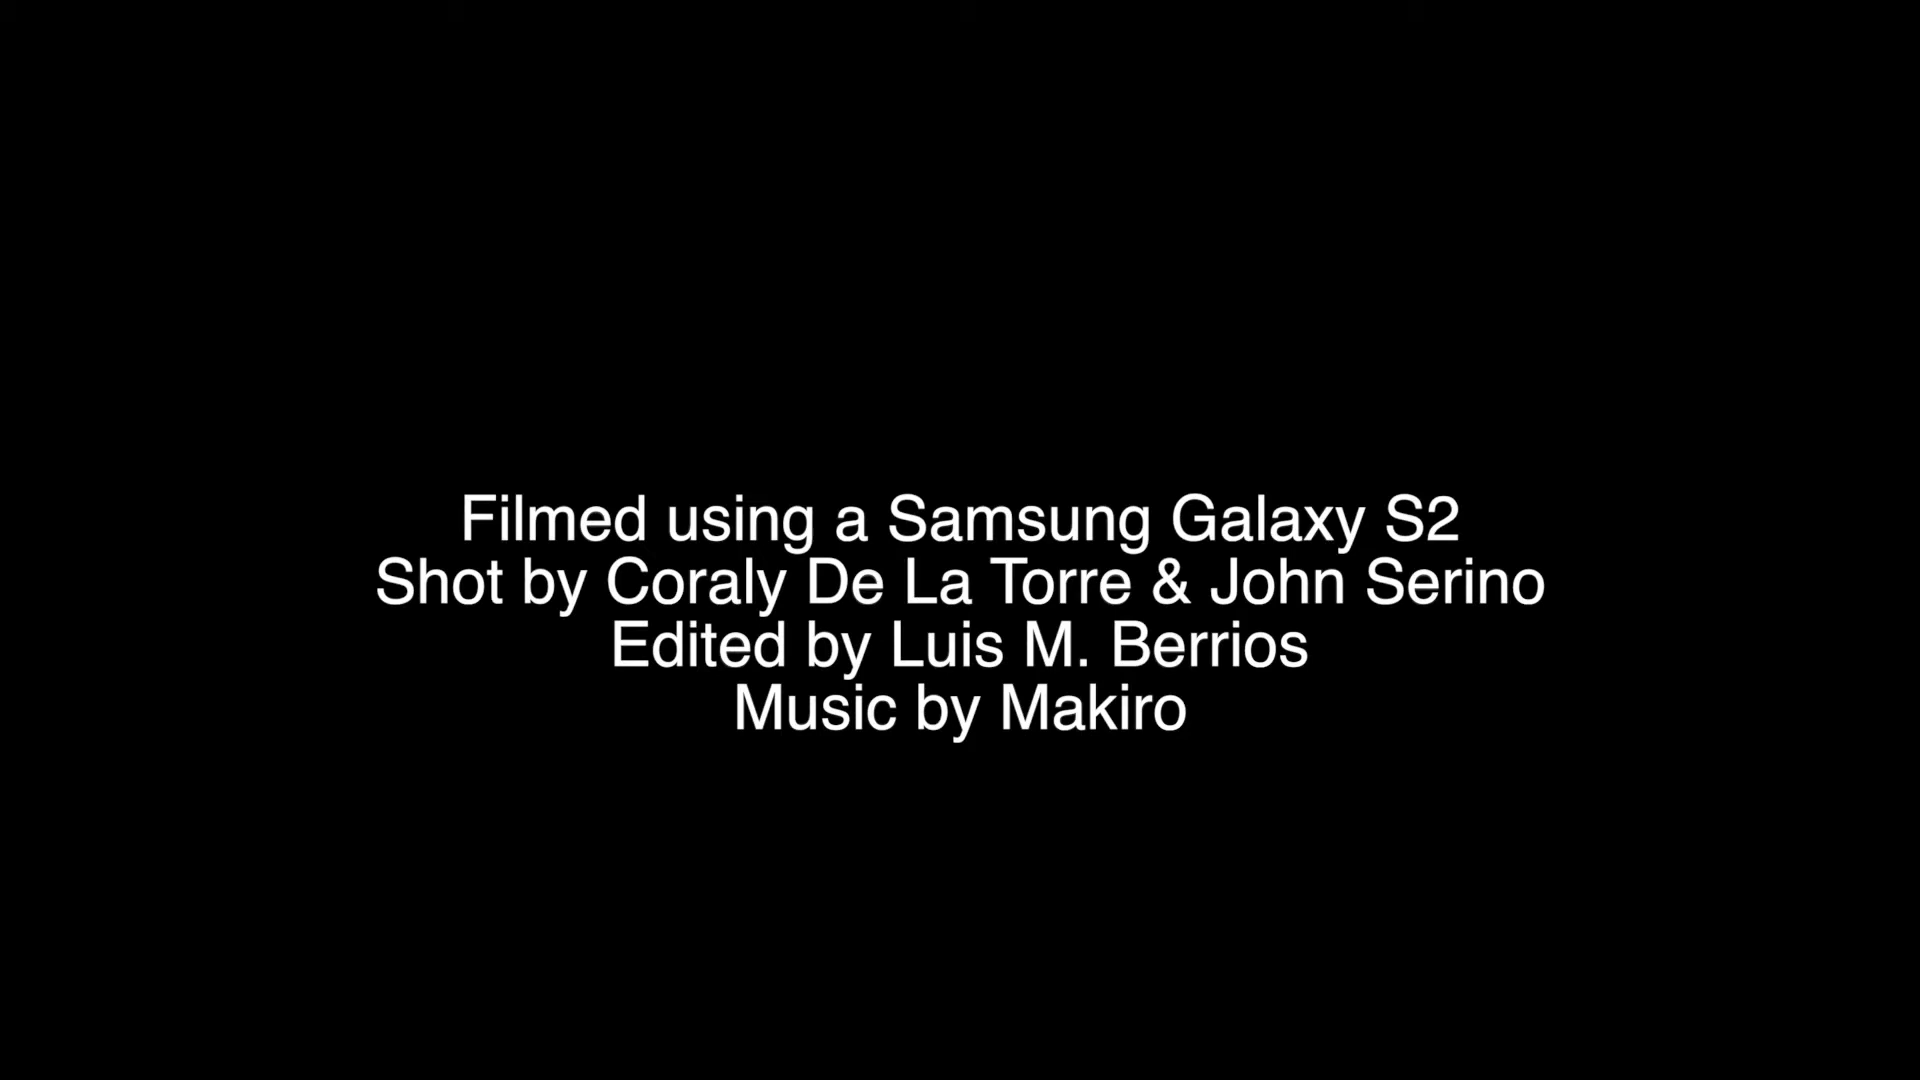 Filmed using a Samsung Galaxy S2
Shot by Coraly De La Torre & John Serino
Edited by Luis M. Berrios
Music by Makiro